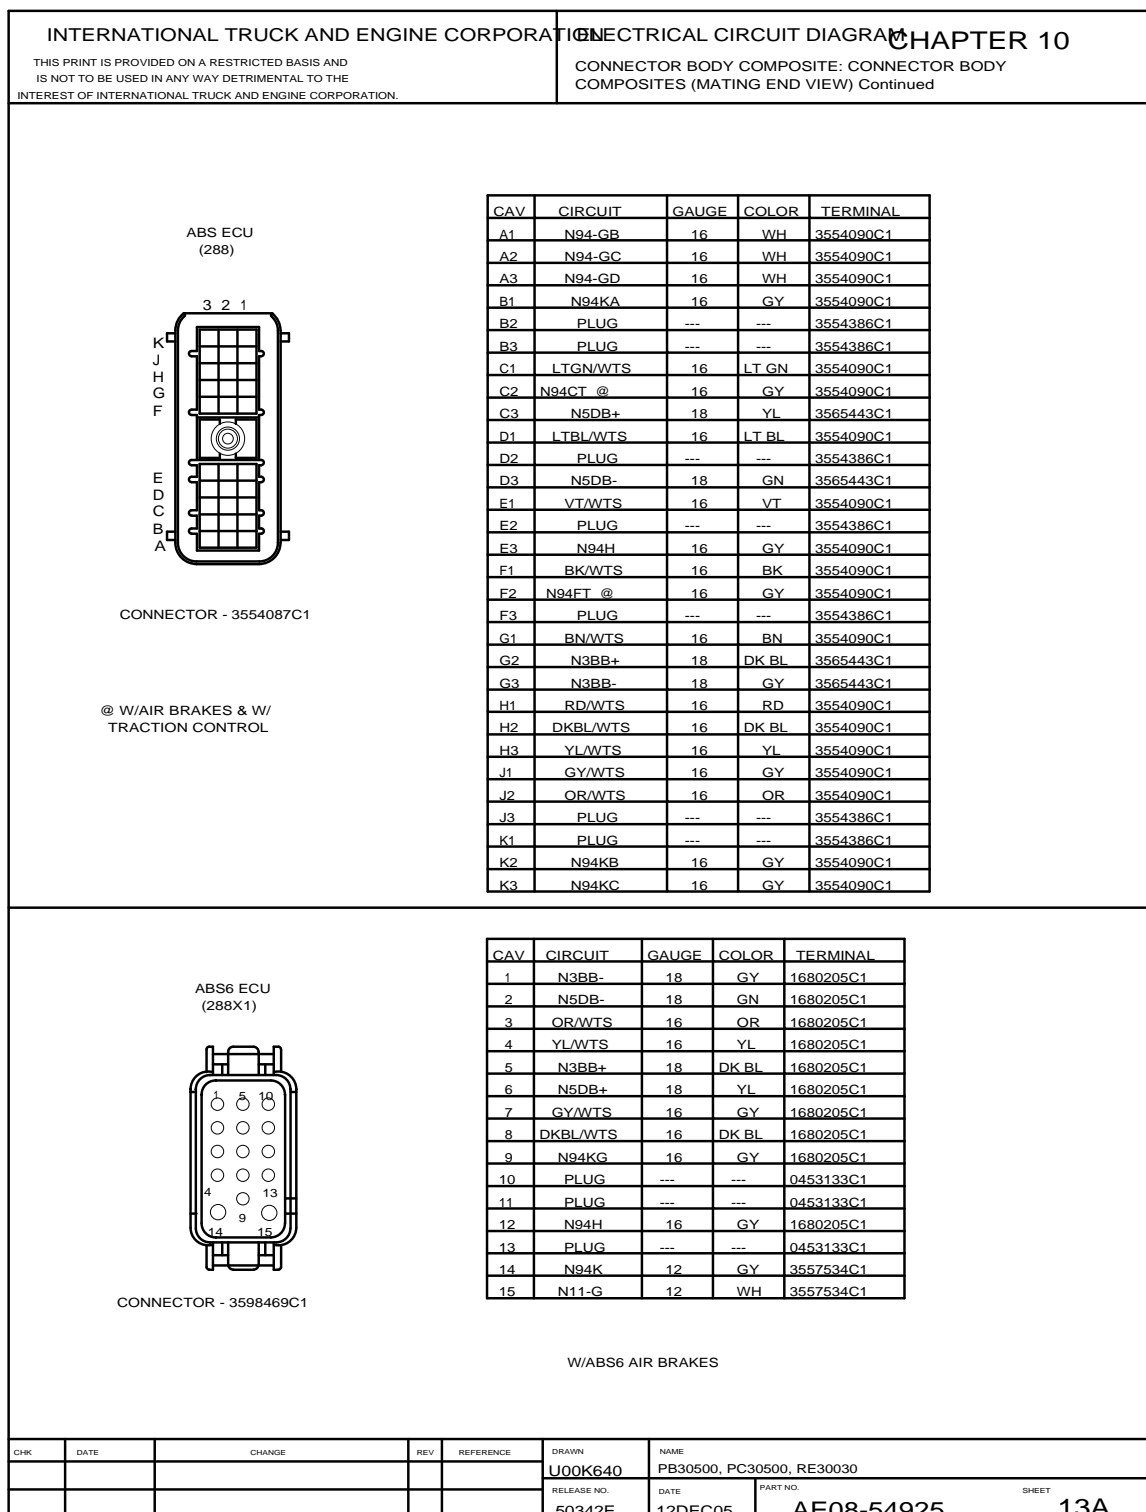 INTERNATIONAL TRUCK AND ENGINE CORPORATION
THIS PRINT IS PROVIDED ON A RESTRICTED BASIS AND
IS NOT TO BE USED IN ANY WAY DETRIMENTAL TO THE
INTEREST OF INTERNATIONAL TRUCK AND ENGINE CORPORATION.
ELECTRICAL CIRCUIT DIAGRAM
CHAPTER 10
CONNECTOR BODY COMPOSITE: CONNECTOR BODY
COMPOSITES (MATING END VIEW) Continued
ABS ECU
(288)
3 2 1
K
J
H
G
F
E
D
C
B
A
CONNECTOR - 3554087C1
@ W/AIR BRAKES & W/
TRACTION CONTROL
CAV CIRCUIT GAUGE COLOR TERMINAL
A1 N94-GB 16 WH 3554090C1
A2 N94-GC 16 WH 3554090C1
A3 N94-GD 16 WH 3554090C1
B1 N94KA 16 GY 3554090C1
B2 PLUG --- --- 3554386C1
B3 PLUG --- --- 3554386C1
C1 LTGN/WTS 16 LT GN 3554090C1
C2 N94CT @ 16 GY 3554090C1
C3 N5DB+ 18 YL 3565443C1
D1 LTBL/WTS 16 LT BL 3554090C1
D2 PLUG --- --- 3554386C1
D3 N5DB- 18 GN 3565443C1
E1 VT/WTS 16 VT 3554090C1
E2 PLUG --- --- 3554386C1
E3 N94H 16 GY 3554090C1
F1 BK/WTS 16 BK 3554090C1
F2 N94FT @ 16 GY 3554090C1
F3 PLUG --- --- 3554386C1
G1 BN/WTS 16 BN 3554090C1
G2 N3BB+ 18 DK BL 3565443C1
G3 N3BB- 18 GY 3565443C1
H1 RD/WTS 16 RD 3554090C1
H2 DKBL/WTS 16 DK BL 3554090C1
H3 YL/WTS 16 YL 3554090C1
J1 GY/WTS 16 GY 3554090C1
J2 OR/WTS 16 OR 3554090C1
J3 PLUG --- --- 3554386C1
K1 PLUG --- --- 3554386C1
K2 N94KB 16 GY 3554090C1
K3 N94KC 16 GY 3554090C1
ABS6 ECU
(288X1)
1 5 10
4 13
9
14 15
CONNECTOR - 3598469C1
CAV CIRCUIT GAUGE COLOR TERMINAL
1 N3BB- 18 GY 1680205C1
2 N5DB- 18 GN 1680205C1
3 OR/WTS 16 OR 1680205C1
4 YL/WTS 16 YL 1680205C1
5 N3BB+ 18 DK BL 1680205C1
6 N5DB+ 18 YL 1680205C1
7 GY/WTS 16 GY 1680205C1
8 DKBL/WTS 16 DK BL 1680205C1
9 N94KG 16 GY 1680205C1
10 PLUG --- --- 0453133C1
11 PLUG --- --- 0453133C1
12 N94H 16 GY 1680205C1
13 PLUG --- --- 0453133C1
14 N94K 12 GY 3557534C1
15 N11-G 12 WH 3557534C1
W/ABS6 AIR BRAKES
CHK DATE CHANGE REV REFERENCE
DRAWN
U00K640
NAME
PB30500, PC30500, RE30030
RELEASE NO.
50342F
DATE
12DEC05
PART NO.
AE08-54925
SHEET
13A